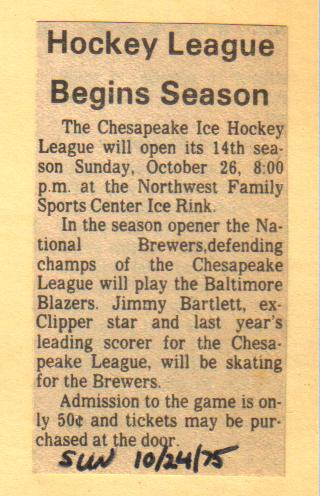 Hockey League
Begins Season
The Chesapeake Ice Hockey
League will open its 14th sea-
son Sunday, October 26, 8:00
p.m. at the Northwest Family
Sports Center Ice Rink.
In the season opener the Na-
tional Brewers,defending
champs of the Chesapeake
League will play the Baltimore
Blazers. Jimmy Bartlett, ex-
Clipper star and last year's
leading scorer for the Chesa-
peake League, will be skating
for the Brewers.
Admission to the game is on-
ly 50¢ and tickets may be pur-
chased at the door.
SUN 10/24/75